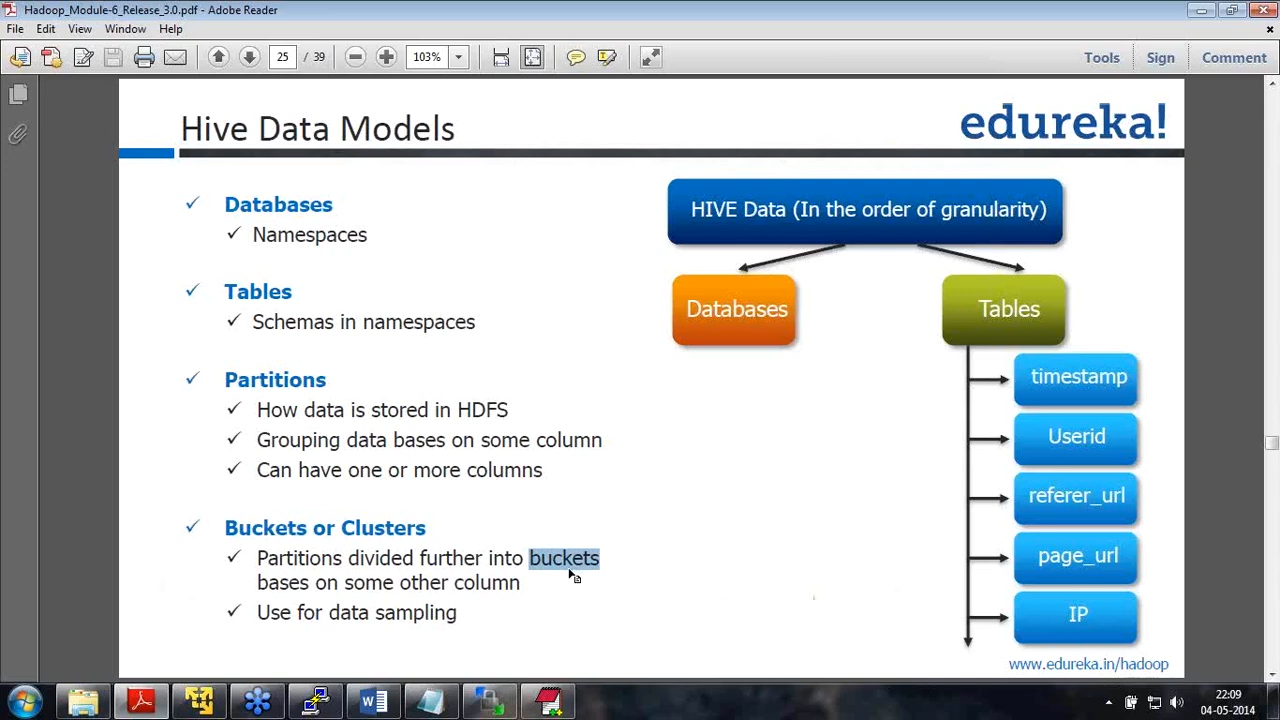 Hadoop_Module-6_Release_3.0.pdf - Adobe Reader
File Edit View Window Help
25 / 39 103% Tools Sign Comment
Hive Data Models
edureka!
Databases
Namespaces
Tables
Schemas in namespaces
Partitions
How data is stored in HDFS
Grouping data bases on some column
Can have one or more columns
Buckets or Clusters
Partitions divided further into buckets
bases on some other column
Use for data sampling
HIVE Data (In the order of granularity)
Databases
Tables
timestamp
Userid
referer_url
page_url
IP
www.edureka.in/hadoop
22:09
04-05-2014